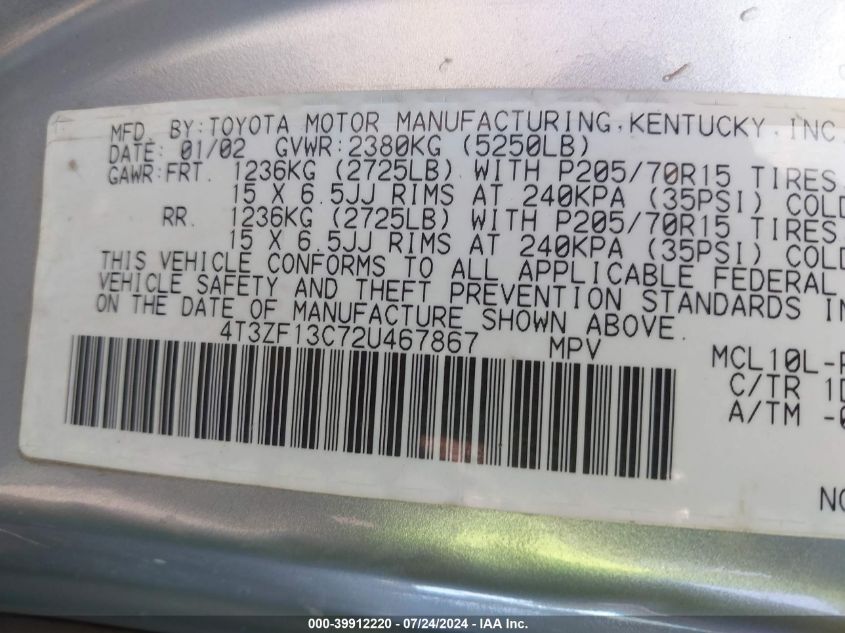 MFD. BY: TOYOTA MOTOR MANUFACTURING, KENTUCKY, INC.
DATE: 01/02 GVWR: 2380KG (5250LB)
GAWR: FRT. 1236KG (2725LB) WITH P205/70R15 TIRES,
15 X 6.5JJ RIMS AT 240KPA (35PSI) COLD
RR. 1236KG (2725LB) WITH P205/70R15 TIRES,
15 X 6.5JJ RIMS AT 240KPA (35PSI) COLD
THIS VEHICLE CONFORMS TO ALL APPLICABLE FEDERAL
VEHICLE SAFETY AND THEFT PREVENTION STANDARDS IN
ON THE DATE OF MANUFACTURE SHOWN ABOVE.
4T3ZF13C72U467867 MPV MCL10L-
C/TR 1
A/TM -
000-39912220 - 07/24/2024 - IAA Inc.